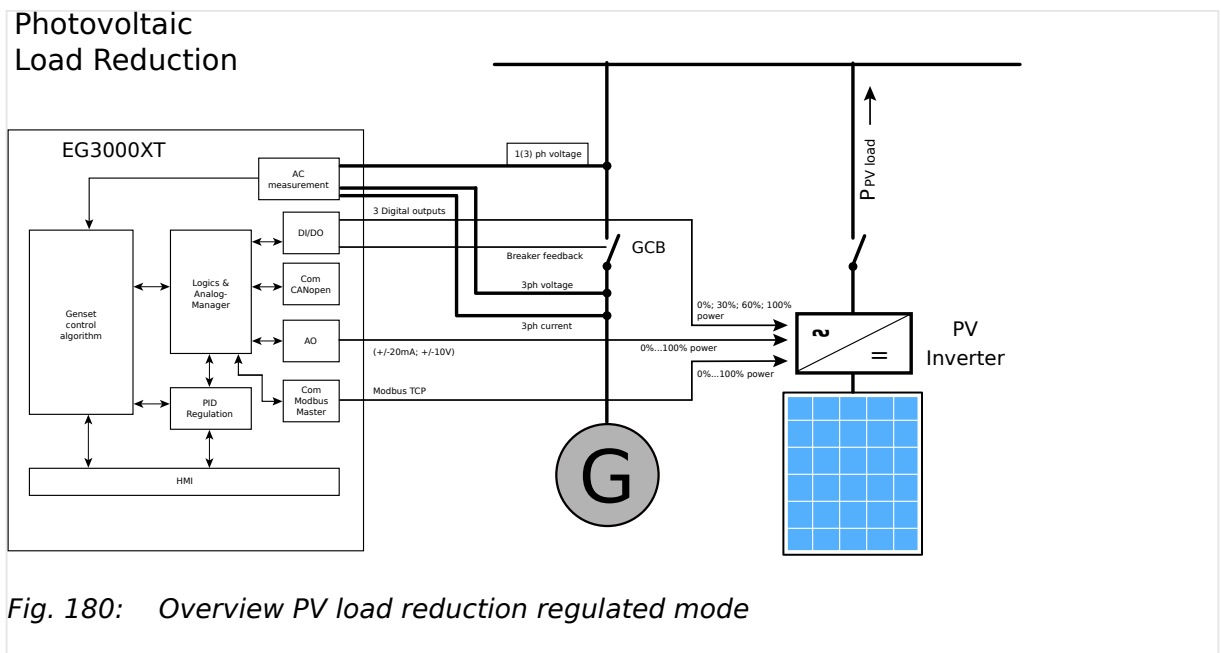 Photovoltaic
Load Reduction
EG3000XT
AC
measurement
1(3) ph voltage
P PV load
3 Digital outputs
DI/DO
Breaker feedback
GCB
Genset
control
algorithm
Logics &
Analog-
Manager
Com
CANopen
3ph voltage
3ph current
0%; 30%; 60%; 100%
power
AO
(+/-20mA; +/-10V)
0%...100% power
0%...100% power
~
=
PV
Inverter
PID
Regulation
Com
Modbus
Master
Modbus TCP
HMI
G
Fig. 180: Overview PV load reduction regulated mode